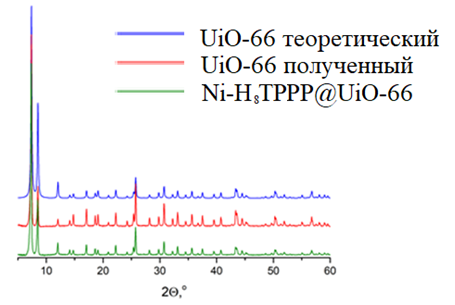 UiO-66 теоретический
UiO-66 полученный
Ni-H₈TPPP@UiO-66
10 20 30 40 50 60
2Θ,°